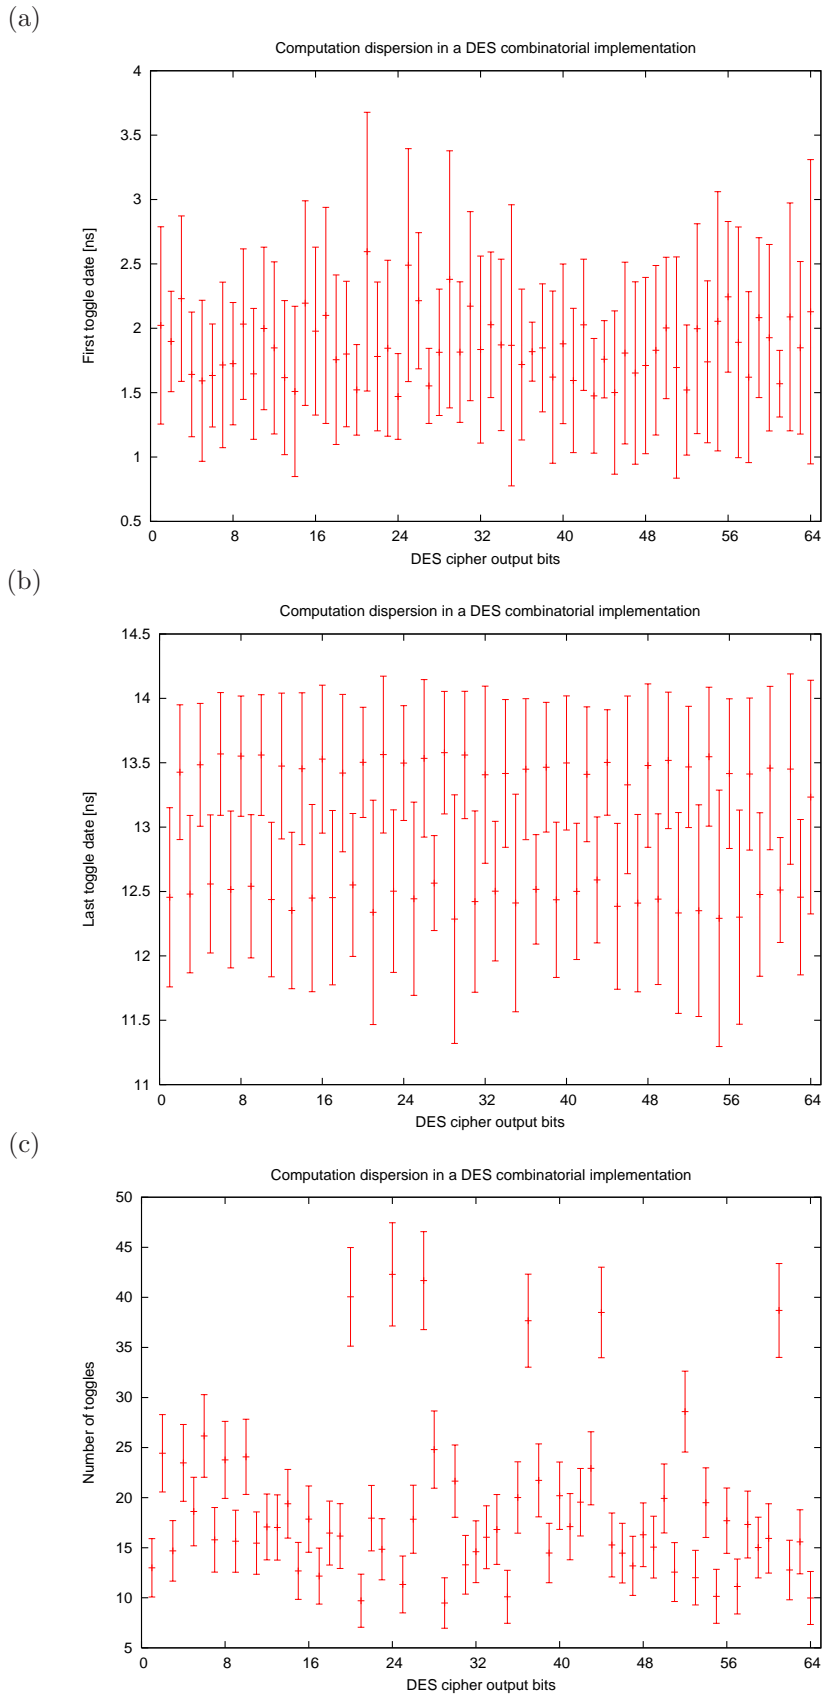 (a)
Computation dispersion in a DES combinatorial implementation
4
3.5
3
2.5
2
1.5
1
0.5
First toggle date [ns]
0 8 16 24 32 40 48 56 64
DES cipher output bits
(b)
Computation dispersion in a DES combinatorial implementation
14.5
14
13.5
13
12.5
12
11.5
11
Last toggle date [ns]
0 8 16 24 32 40 48 56 64
DES cipher output bits
(c)
Computation dispersion in a DES combinatorial implementation
50
45
40
35
30
25
20
15
10
5
Number of toggles
0 8 16 24 32 40 48 56 64
DES cipher output bits